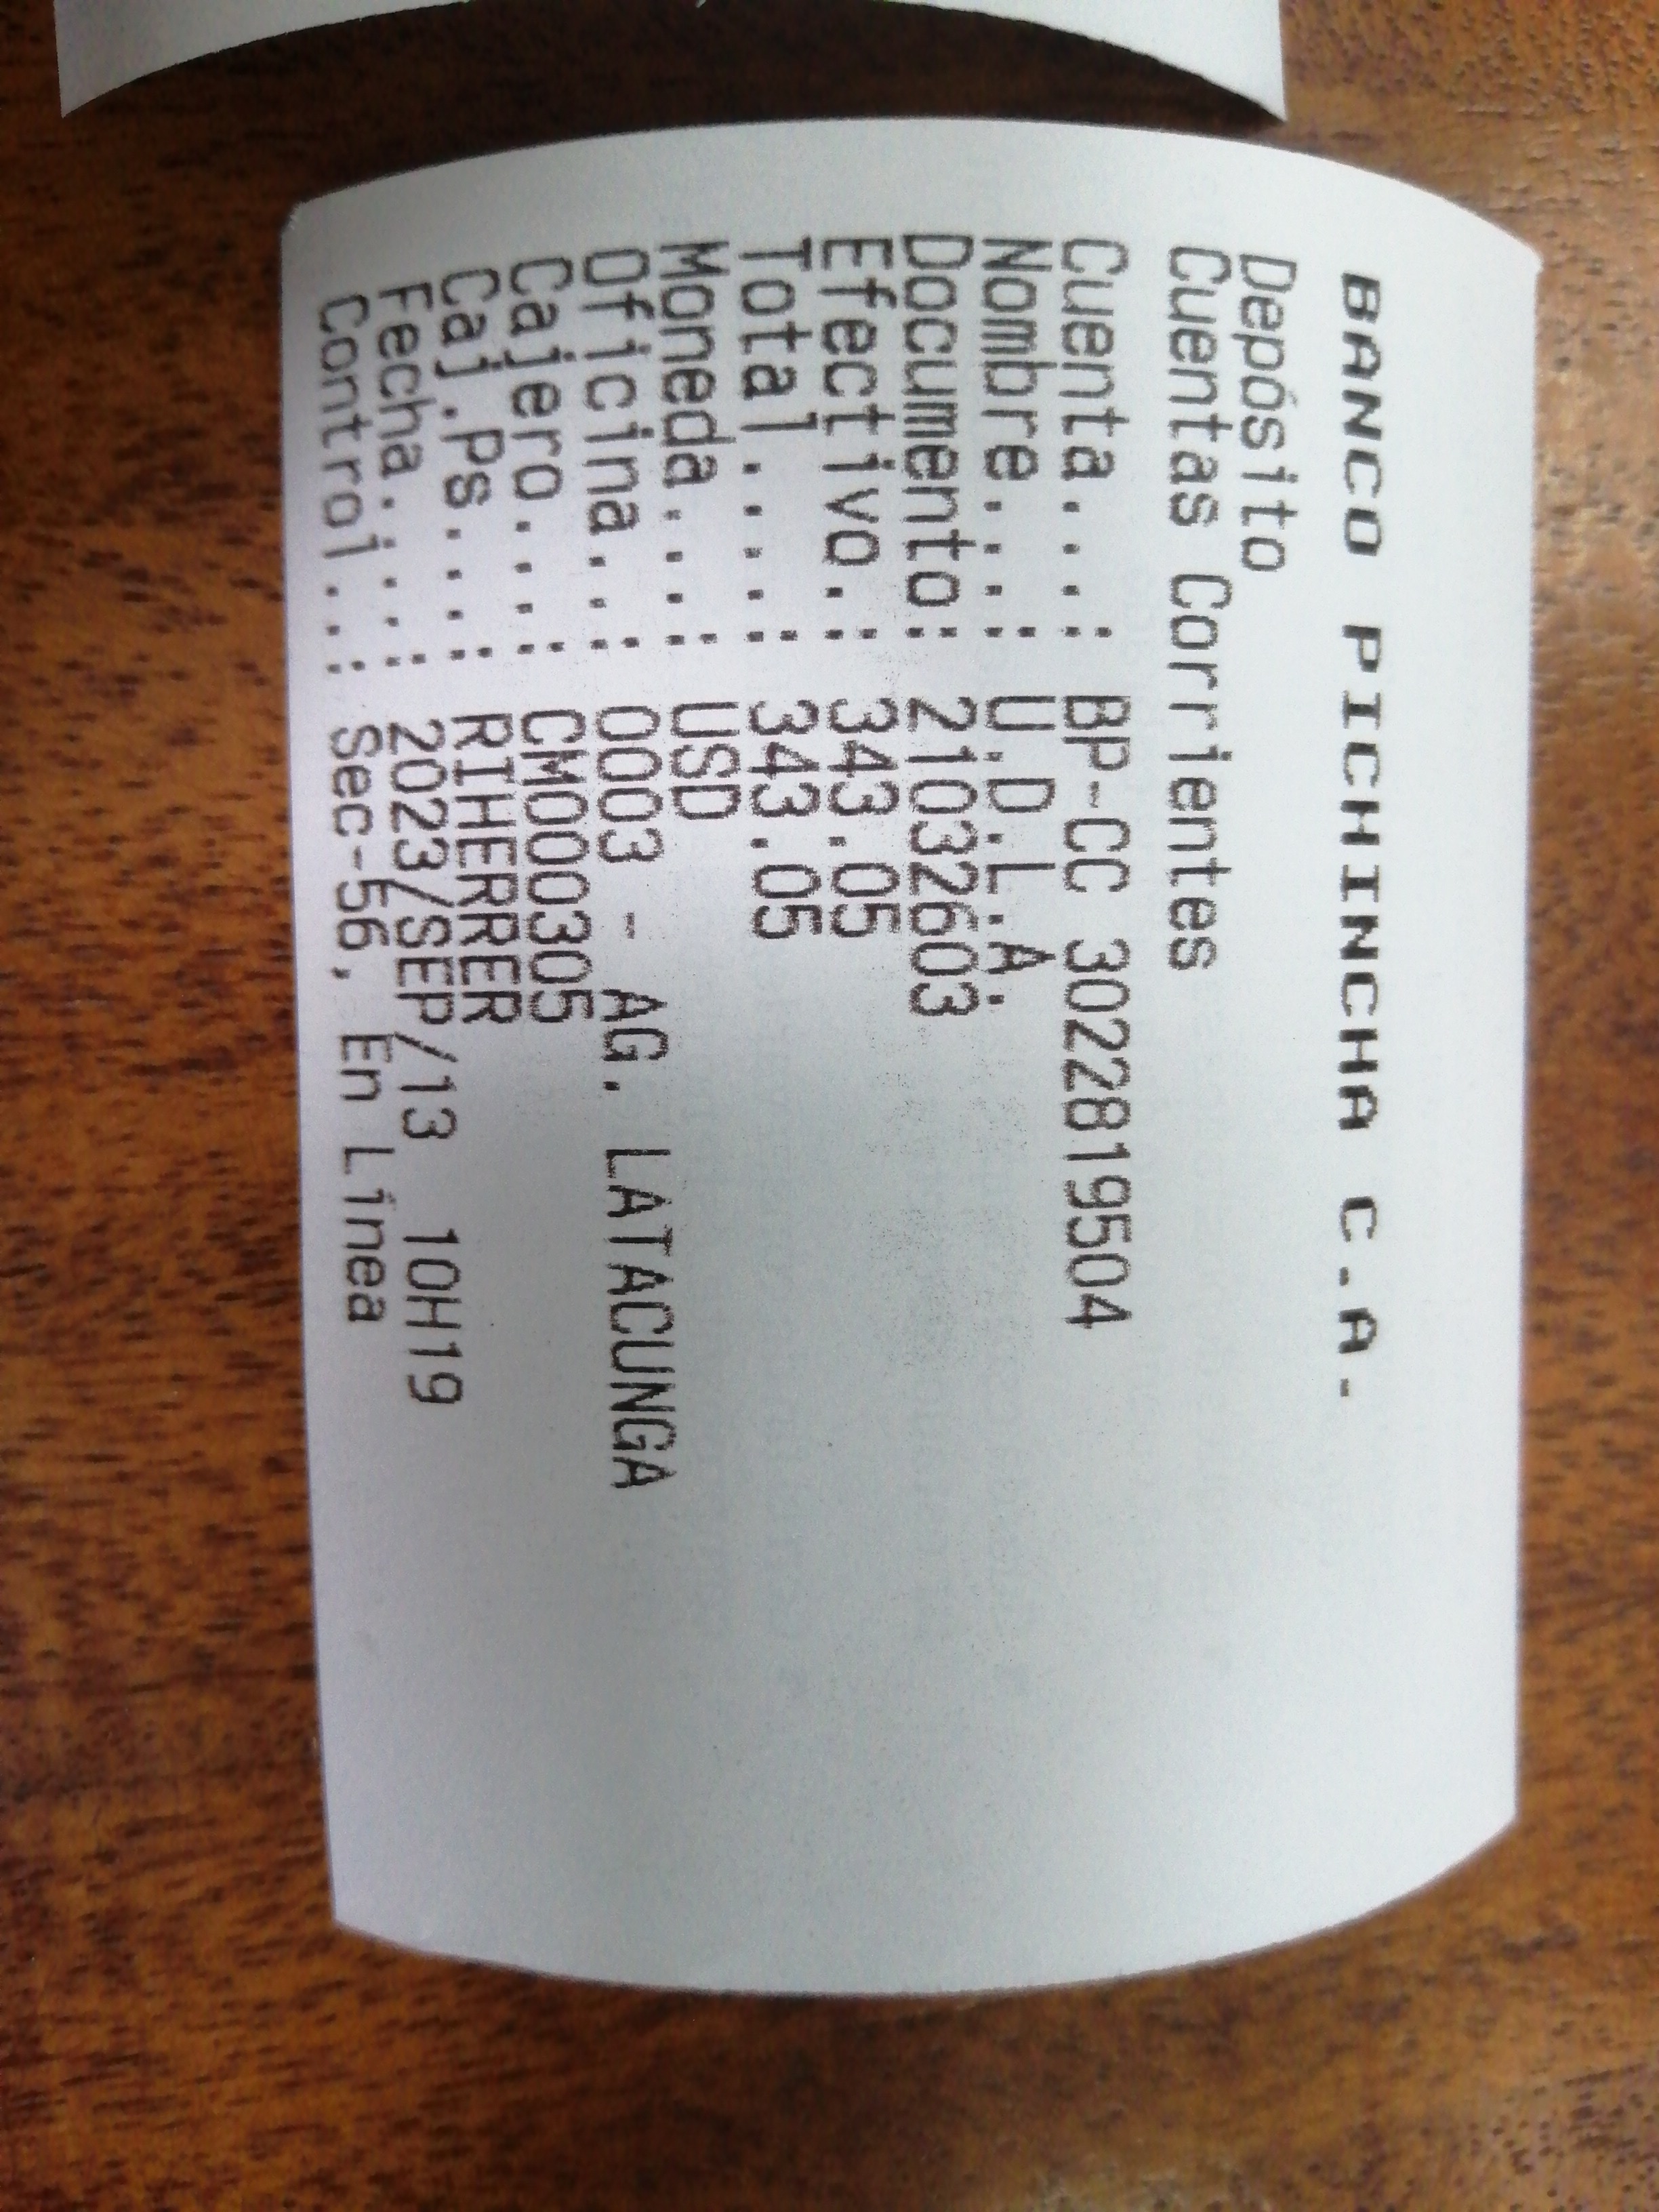 BANCO PICHINCHA C.A.
Depósito
Cuentas Corrientes
Cuenta...: BP-CC 3022819504
Nombre...: U.D.L.A.
Documento: 21032603
Efectivo.: 343.05
Total....: 343.05
Moneda...: USD
Oficina..: 0003 - AG. LATACUNGA
Cajero...: CM000305
Caj.ps...: RIHERRER
Fecha....: 2023/SEP/13 10H19
Control..: Sec-56, En Línea